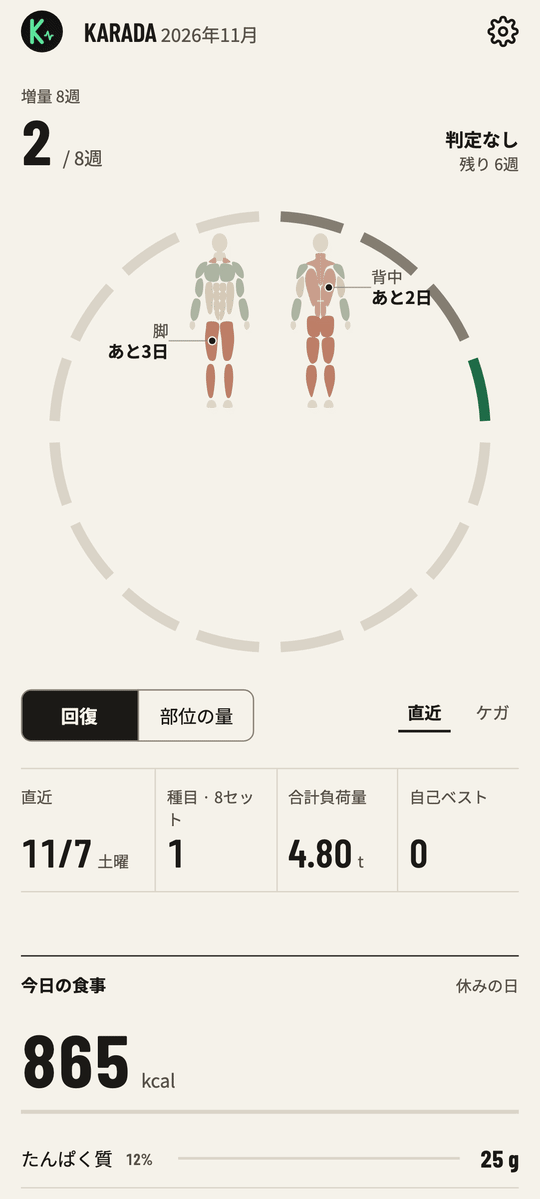 KARADA 2026年11月
増量 8週
2 / 8週
判定なし
残り 6週
背中
あと2日
脚
あと3日
回復
部位の量
直近
ケガ
直近
11/7 土曜
種目・8セッ
ト
1
合計負荷量
4.80 t
自己ベスト
0
今日の食事
休みの日
865 kcal
たんぱく質 12%
25 g